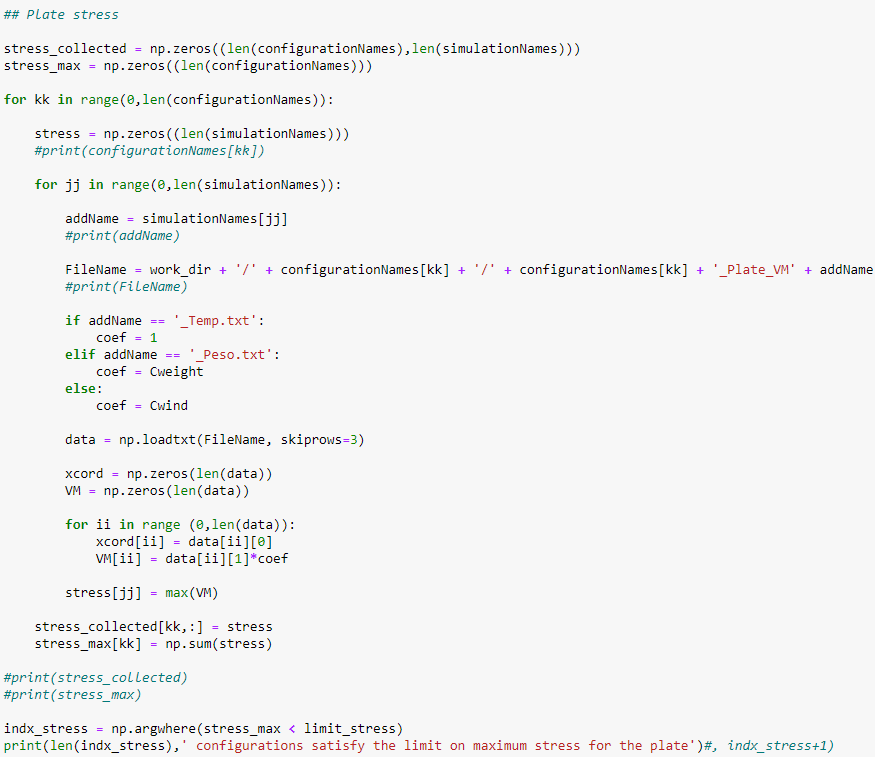 ## Plate stress
stress_collected = np.zeros((len(configurationNames),len(simulationNames)))
stress_max = np.zeros((len(configurationNames)))
for kk in range(0,len(configurationNames)):
    stress = np.zeros((len(simulationNames)))
    #print(configurationNames[kk])
    for jj in range(0,len(simulationNames)):
        addName = simulationNames[jj]
        #print(addName)
        FileName = work_dir + '/' + configurationNames[kk] + '/' + configurationNames[kk] + '_Plate_VM' + addName
        #print(FileName)
        if addName == '_Temp.txt':
            coef = 1
        elif addName == '_Peso.txt':
            coef = Cweight
        else:
            coef = Cwind
        data = np.loadtxt(FileName, skiprows=3)
        xcord = np.zeros(len(data))
        VM = np.zeros(len(data))
        for ii in range (0,len(data)):
            xcord[ii] = data[ii][0]
            VM[ii] = data[ii][1]*coef
        stress[jj] = max(VM)
    stress_collected[kk,:] = stress
    stress_max[kk] = np.sum(stress)
#print(stress_collected)
#print(stress_max)
indx_stress = np.argwhere(stress_max < limit_stress)
print(len(indx_stress),' configurations satisfy the limit on maximum stress for the plate')#, indx_stress+1)